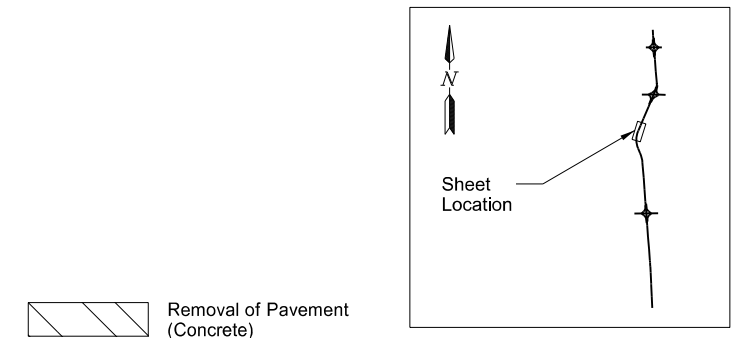 N
Sheet
Location
Removal of Pavement
(Concrete)